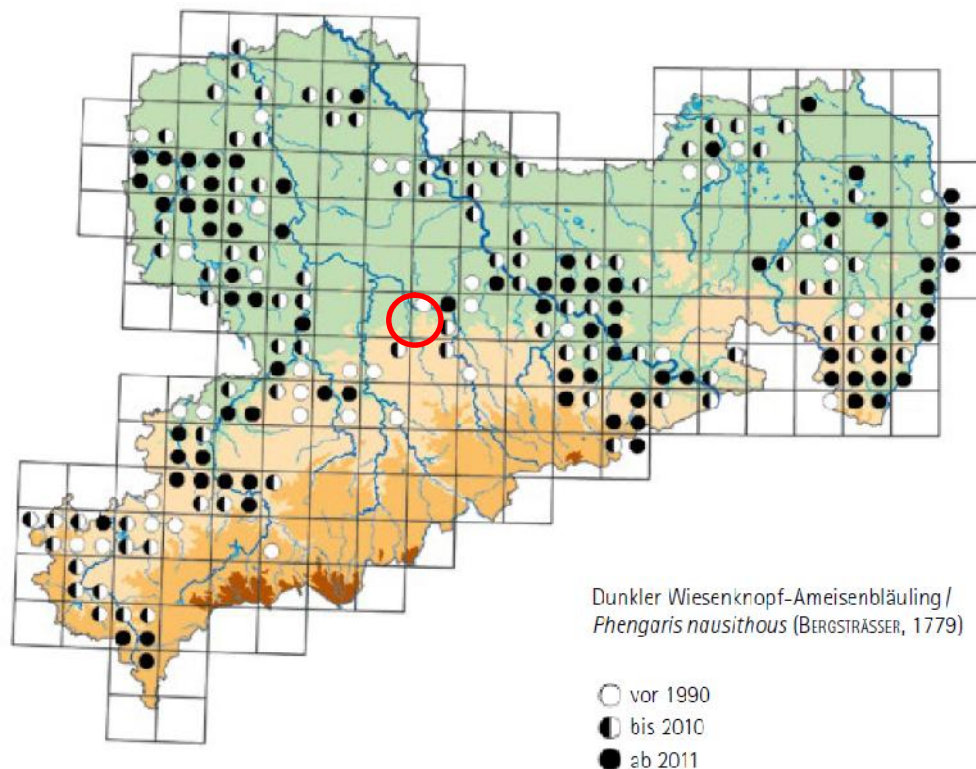 Dunkler Wiesenknopf-Ameisenbläuling /
Phengaris nausithous (BERGSTRÄSSER, 1779)
vor 1990
bis 2010
ab 2011